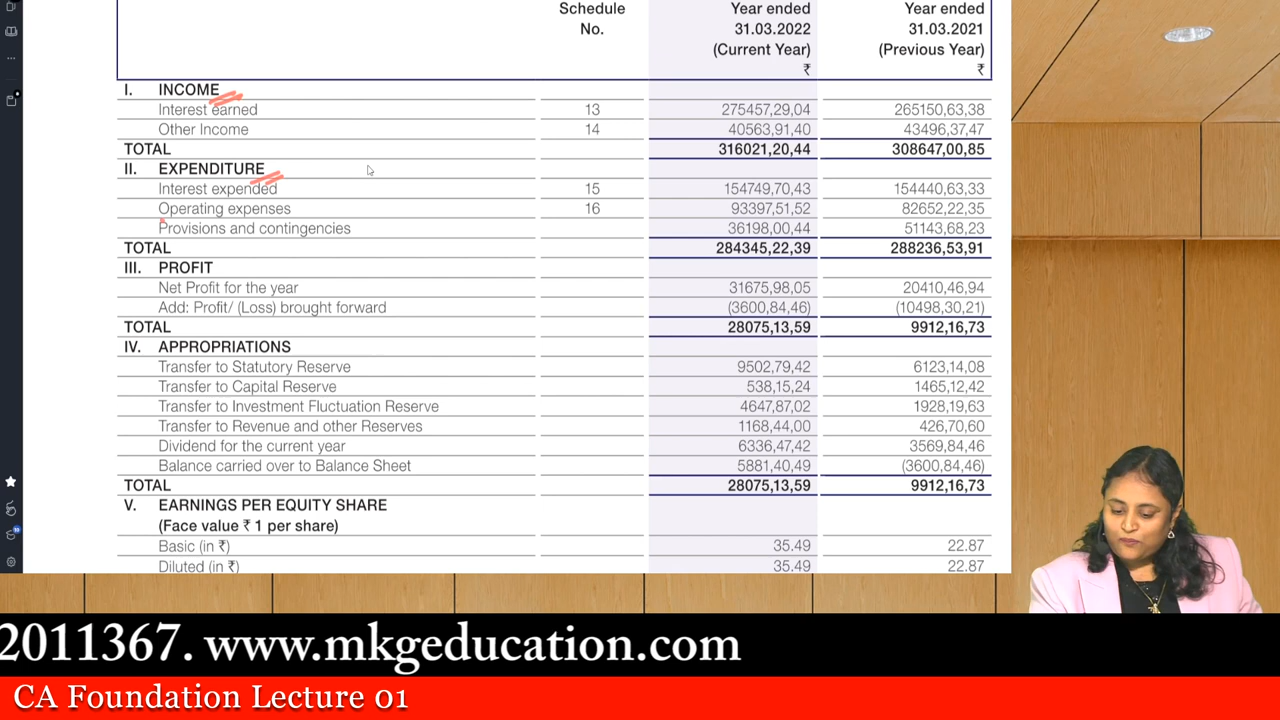 Schedule No. Year ended 31.03.2022 (Current Year) ₹ Year ended 31.03.2021 (Previous Year) ₹
I. INCOME
Interest earned 13 275457,29,04 265150,63,38
Other Income 14 40563,91,40 43496,37,47
TOTAL 316021,20,44 308647,00,85
II. EXPENDITURE
Interest expended 15 154749,70,43 154440,63,33
Operating expenses 16 93397,51,52 82652,22,35
Provisions and contingencies 36198,00,44 51143,68,23
TOTAL 284345,22,39 288236,53,91
III. PROFIT
Net Profit for the year 31675,98,05 20410,46,94
Add: Profit/ (Loss) brought forward (3600,84,46) (10498,30,21)
TOTAL 28075,13,59 9912,16,73
IV. APPROPRIATIONS
Transfer to Statutory Reserve 9502,79,42 6123,14,08
Transfer to Capital Reserve 538,15,24 1465,12,42
Transfer to Investment Fluctuation Reserve 4647,87,02 1928,19,63
Transfer to Revenue and other Reserves 1168,44,00 426,70,60
Dividend for the current year 6336,47,42 3569,84,46
Balance carried over to Balance Sheet 5881,40,49 (3600,84,46)
TOTAL 28075,13,59 9912,16,73
V. EARNINGS PER EQUITY SHARE
(Face value ₹ 1 per share)
Basic (in ₹) 35.49 22.87
Diluted (in ₹) 35.49 22.87
2011367. www.mkgeducation.com
CA Foundation Lecture 01